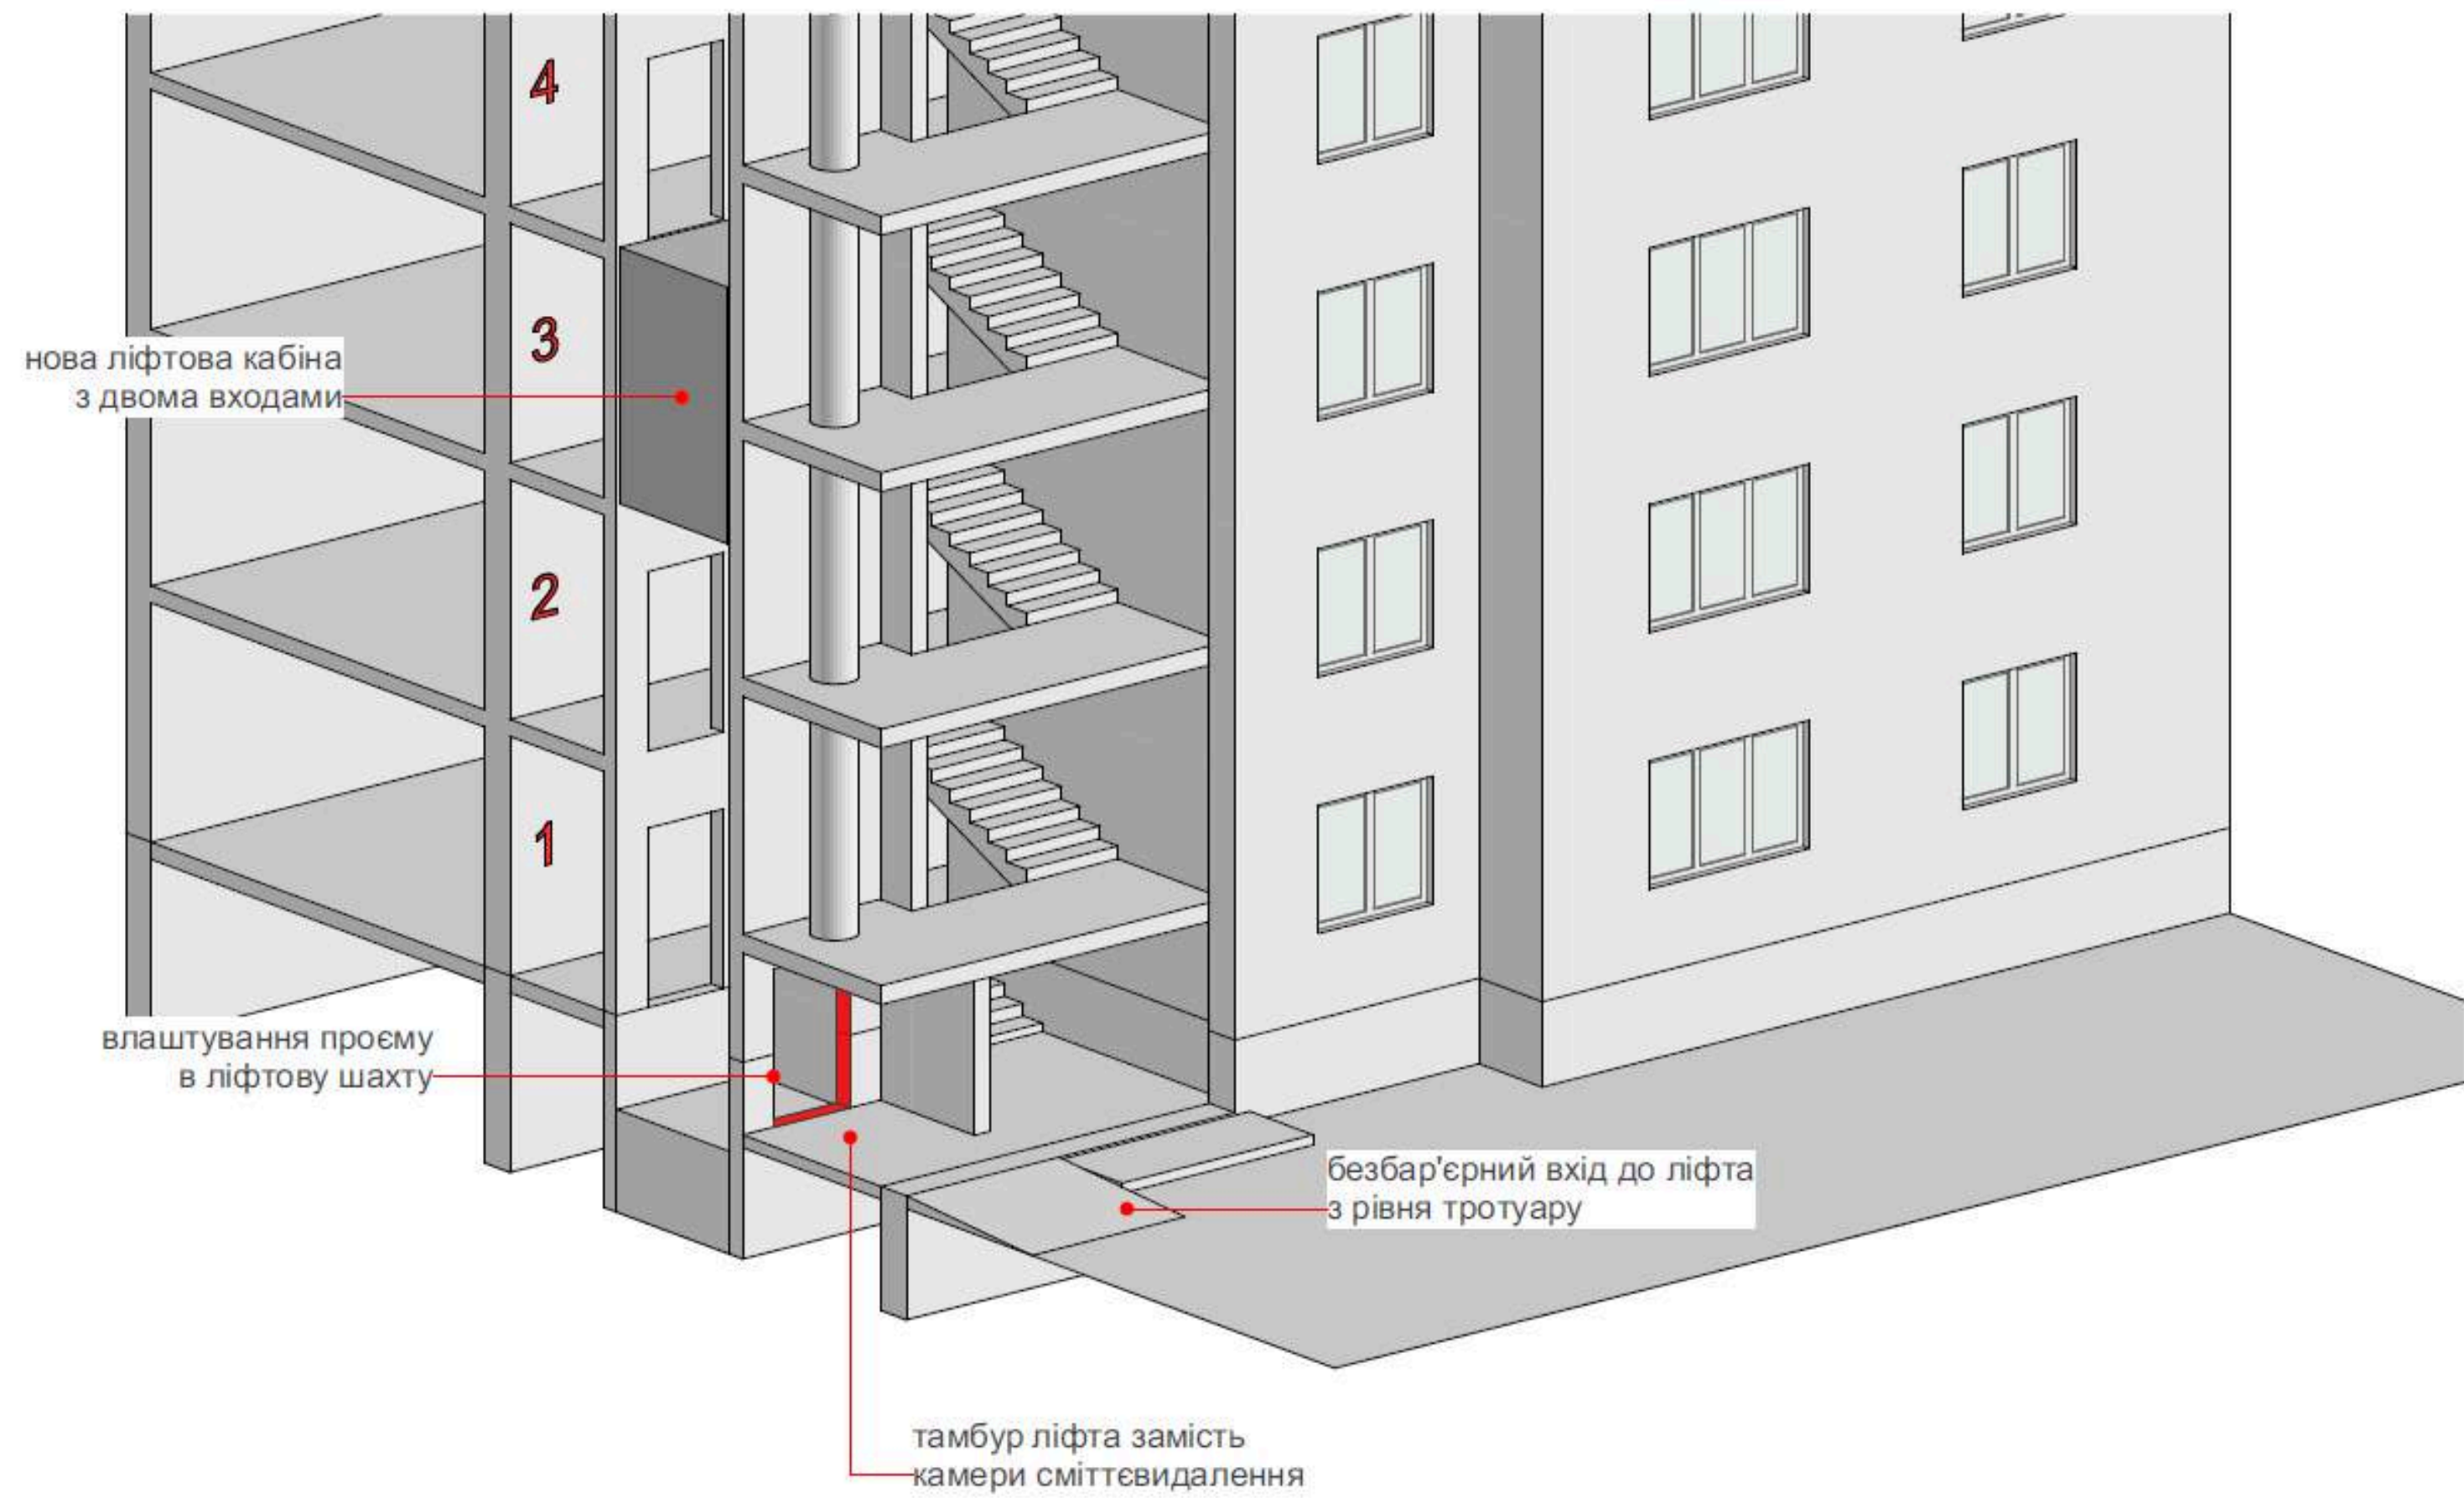 4
3
нова ліфтова кабіна
з двома входами
2
1
влаштування проєму
в ліфтову шахту
безбар'єрний вхід до ліфта
з рівня тротуару
тамбур ліфта замість
камери сміттєвидалення